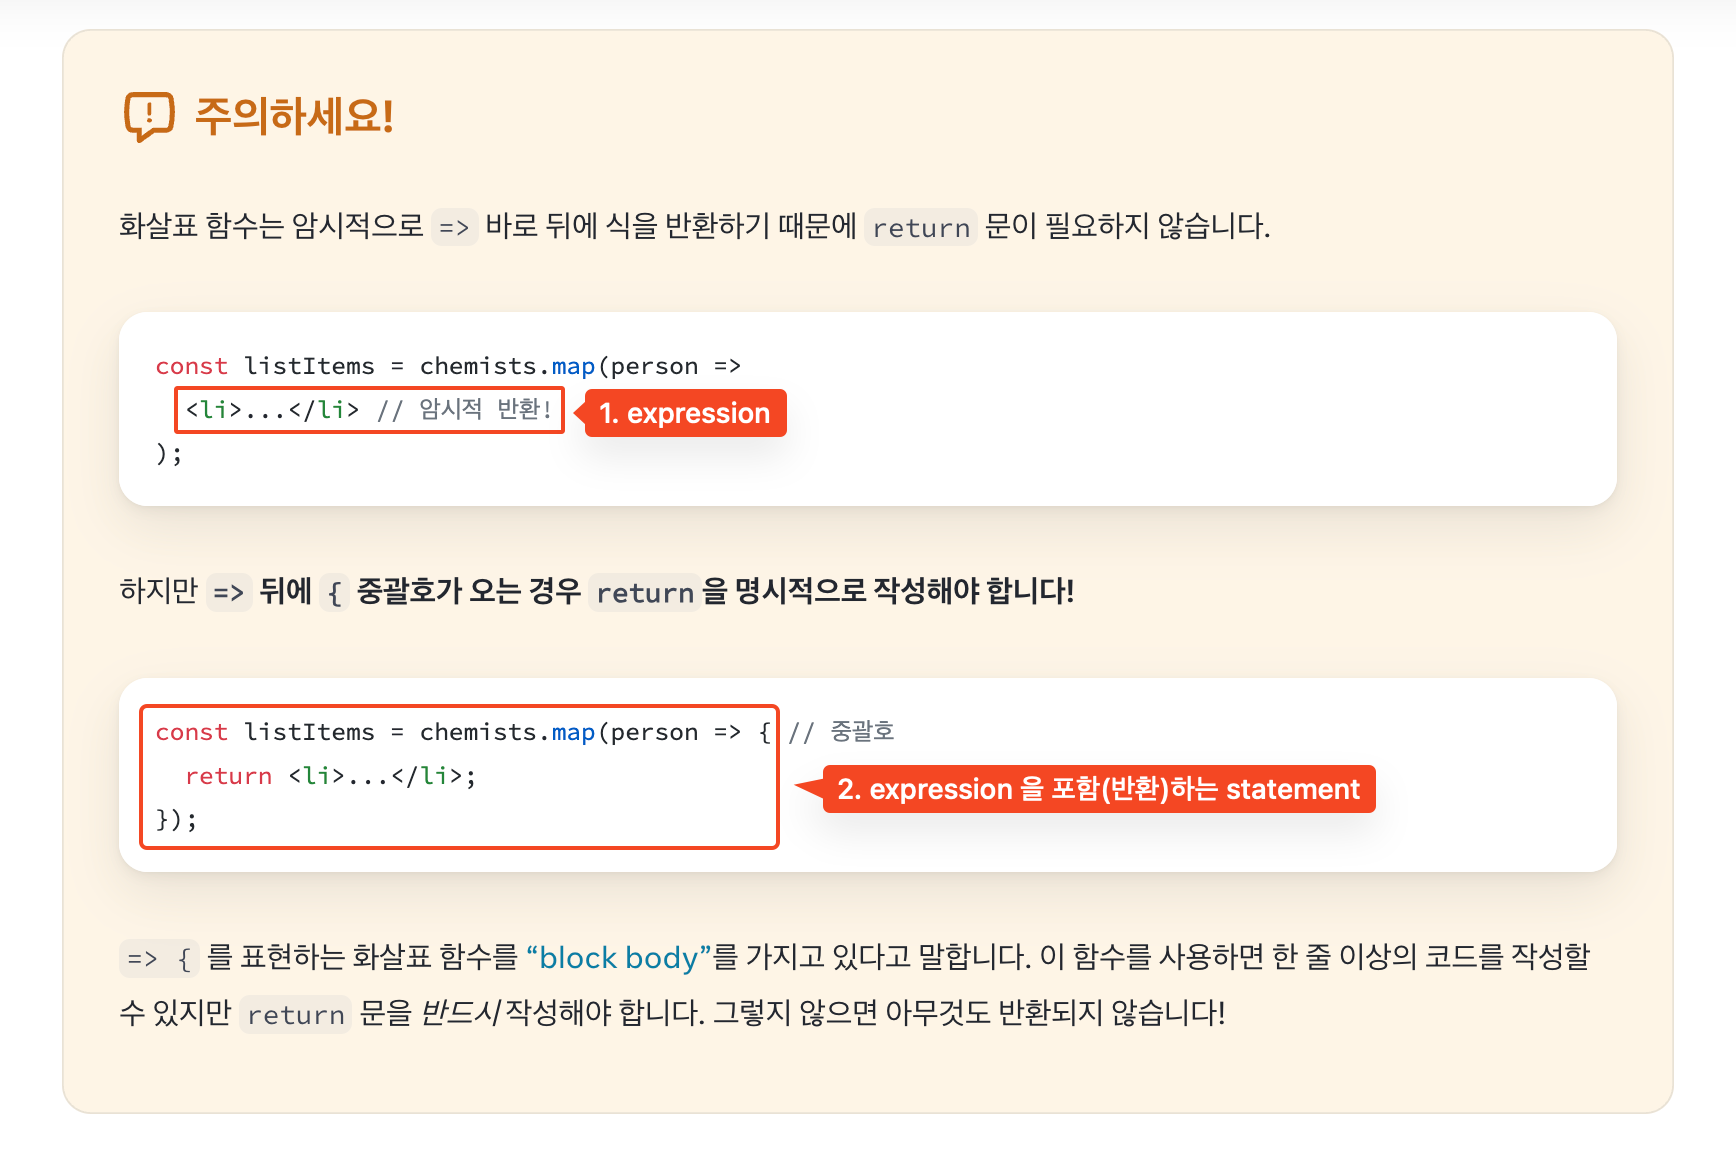 주의하세요!
화살표 함수는 암시적으로 => 바로 뒤에 식을 반환하기 때문에 return 문이 필요하지 않습니다.
const listItems = chemists.map(person =>
<li>...</li> // 암시적 반환! 1. expression
);
하지만 => 뒤에 { 중괄호가 오는 경우 return을 명시적으로 작성해야 합니다!
const listItems = chemists.map(person => { // 중괄호
return <li>...</li>; 2. expression 을 포함(반환)하는 statement
});
=> { 를 표현하는 화살표 함수를 “block body”를 가지고 있다고 말합니다. 이 함수를 사용하면 한 줄 이상의 코드를 작성할
수 있지만 return 문을 반드시 작성해야 합니다. 그렇지 않으면 아무것도 반환되지 않습니다!